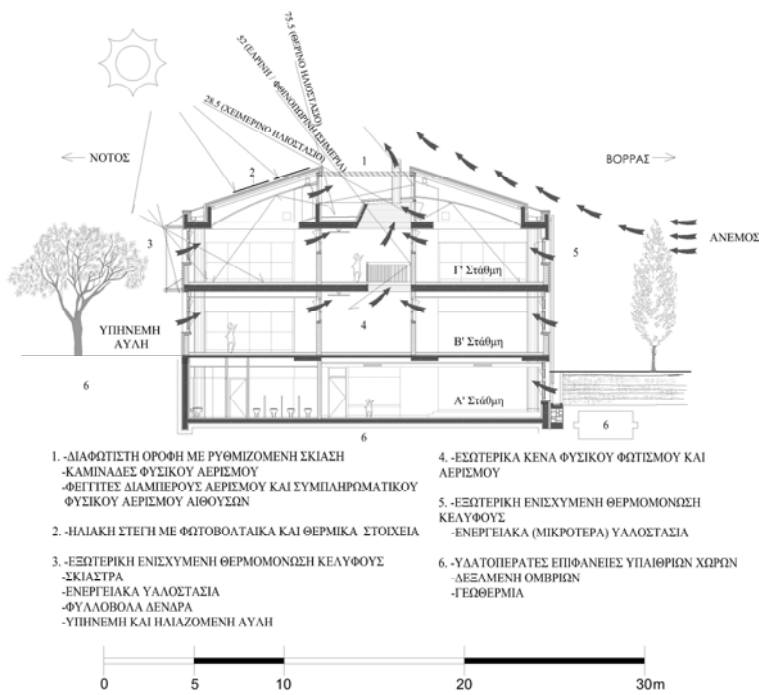 75.5 (ΘΕΡΙΝΟ ΗΛΙΟΣΤΑΣΙΟ)
52 (ΕΑΡΙΝΗ / ΦΘΙΝΟΠΩΡΙΝΗ ΙΣΗΜΕΡΙΑ)
28.5 (ΧΕΙΜΕΡΙΝΟ ΗΛΙΟΣΤΑΣΙΟ)
ΝΟΤΟΣ
ΒΟΡΡΑΣ
1
2
3
ΑΝΕΜΟΣ
5
Γ' Στάθμη
ΥΠΗΝΕΜΗ
ΑΥΛΗ
4
Β' Στάθμη
6
Α' Στάθμη
6
6
1. -ΔΙΑΦΩΤΙΣΤΗ ΟΡΟΦΗ ΜΕ ΡΥΘΜΙΖΟΜΕΝΗ ΣΚΙΑΣΗ
-ΚΑΜΙΝΑΔΕΣ ΦΥΣΙΚΟΥ ΑΕΡΙΣΜΟΥ
-ΦΕΓΓΙΤΕΣ ΔΙΑΜΠΕΡΟΥΣ ΑΕΡΙΣΜΟΥ ΚΑΙ ΣΥΜΠΛΗΡΩΜΑΤΙΚΟΥ
ΦΥΣΙΚΟΥ ΑΕΡΙΣΜΟΥ ΑΙΘΟΥΣΩΝ
2. -ΗΛΙΑΚΗ ΣΤΕΓΗ ΜΕ ΦΩΤΟΒΟΛΤΑΙΚΑ ΚΑΙ ΘΕΡΜΙΚΑ ΣΤΟΙΧΕΙΑ
3. -ΕΞΩΤΕΡΙΚΗ ΕΝΙΣΧΥΜΕΝΗ ΘΕΡΜΟΜΟΝΩΣΗ ΚΕΛΥΦΟΥΣ
-ΣΚΙΑΣΤΡΑ
-ΕΝΕΡΓΕΙΑΚΑ ΥΑΛΟΣΤΑΣΙΑ
-ΦΥΛΛΟΒΟΛΑ ΔΕΝΔΡΑ
-ΥΠΗΝΕΜΗ ΚΑΙ ΗΛΙΑΖΟΜΕΝΗ ΑΥΛΗ
4. -ΕΣΩΤΕΡΙΚΑ ΚΕΝΑ ΦΥΣΙΚΟΥ ΦΩΤΙΣΜΟΥ ΚΑΙ
ΑΕΡΙΣΜΟΥ
5. -ΕΞΩΤΕΡΙΚΗ ΕΝΙΣΧΥΜΕΝΗ ΘΕΡΜΟΜΟΝΩΣΗ
ΚΕΛΥΦΟΥΣ
-ΕΝΕΡΓΕΙΑΚΑ (ΜΙΚΡΟΤΕΡΑ) ΥΑΛΟΣΤΑΣΙΑ
6. -ΥΔΑΤΟΠΕΡΑΤΕΣ ΕΠΙΦΑΝΕΙΕΣ ΥΠΑΙΘΡΙΩΝ ΧΩΡΩΝ
-ΔΕΞΑΜΕΝΗ ΟΜΒΡΙΩΝ
-ΓΕΩΘΕΡΜΙΑ
0 5 10 20 30m